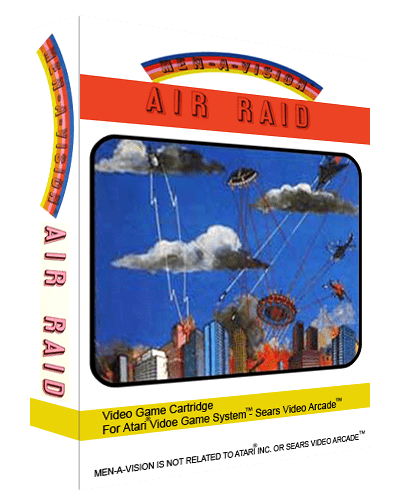 MEN-A-VISION
AIR RAID
MEN-A-VISION
AIR RAID
Video Game Cartridge
For Atari® Vidoe Game System™- Sears Video Arcade™
MEN-A-VISION IS NOT RELATED TO ATARI® INC. OR SEARS VIDEO ARCADE™